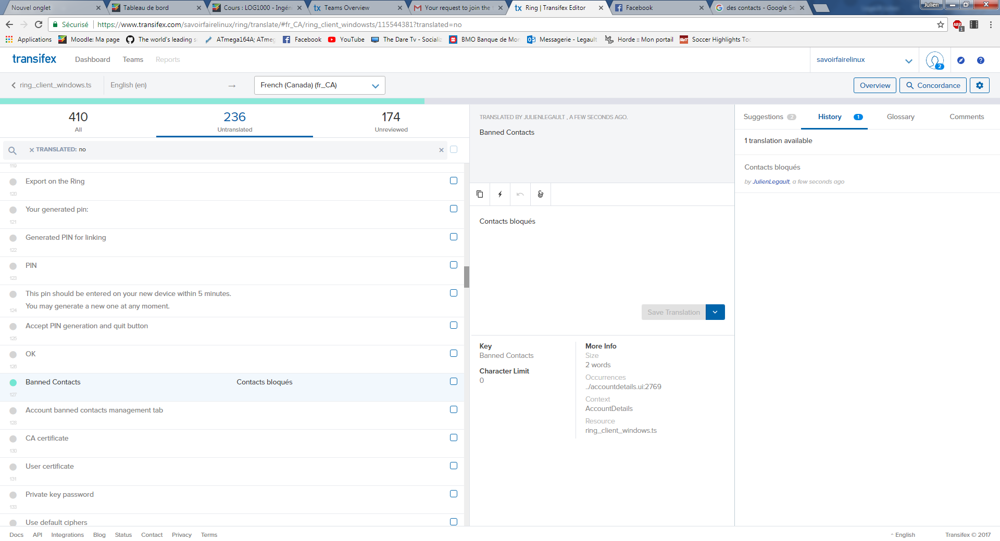 Nouvel onglet
Tableau de bord
Cours : LOG1000 - Ingén
Teams Overview
Your request to join the
Ring | Transifex Editor
Facebook
des contacts - Google Se
Julien
Sécurisé
https://www.transifex.com/savoirfairelinux/ring/translate/#fr_CA/ring_client_windowsts/115544381?translated=no
ABP
1
Applications
Moodle: Ma page
The world's leading s
ATmega164A; ATmeg
Facebook
YouTube
The Dare Tv - Socializ
BMO Banque de Mon
Messagerie - Legault
Horde :: Mon portail
Soccer Highlights Toc
transifex
Dashboard
Teams
Reports
savoirfairelinux
2
ring_client_windows.ts
English (en)
→
French (Canada) (fr_CA)
Overview
Concordance
410
All
236
Untranslated
174
Unreviewed
TRANSLATED: no
119
Export on the Ring
120
Your generated pin:
121
Generated PIN for linking
122
PIN
123
This pin should be entered on your new device within 5 minutes.
You may generate a new one at any moment.
124
Accept PIN generation and quit button
125
OK
126
Banned Contacts
Contacts bloqués
127
Account banned contacts management tab
128
CA certificate
130
User certificate
131
Private key password
133
Use default ciphers
TRANSLATED BY JULIENLEGAULT , A FEW SECONDS AGO.
Banned Contacts
Contacts bloqués
Save Translation
Key
Banned Contacts
Character Limit
0
More Info
Size
2 words
Occurrences
../accountdetails.ui:2769
Context
AccountDetails
Resource
ring_client_windows.ts
Suggestions 2
History 1
Glossary
Comments
1 translation available
Contacts bloqués
by JulienLegault, a few seconds ago
Docs
API
Integrations
Blog
Status
Contact
Privacy
Terms
English
Transifex © 2017